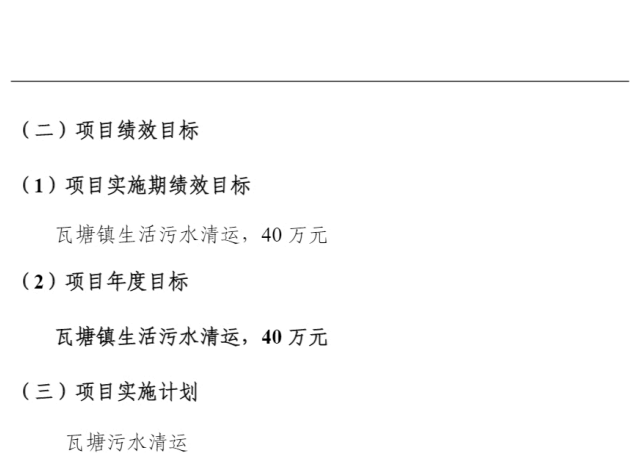 （二）项目绩效目标
（1）项目实施期绩效目标
瓦塘镇生活污水清运，40 万元
（2）项目年度目标
瓦塘镇生活污水清运，40 万元
（三）项目实施计划
瓦塘污水清运